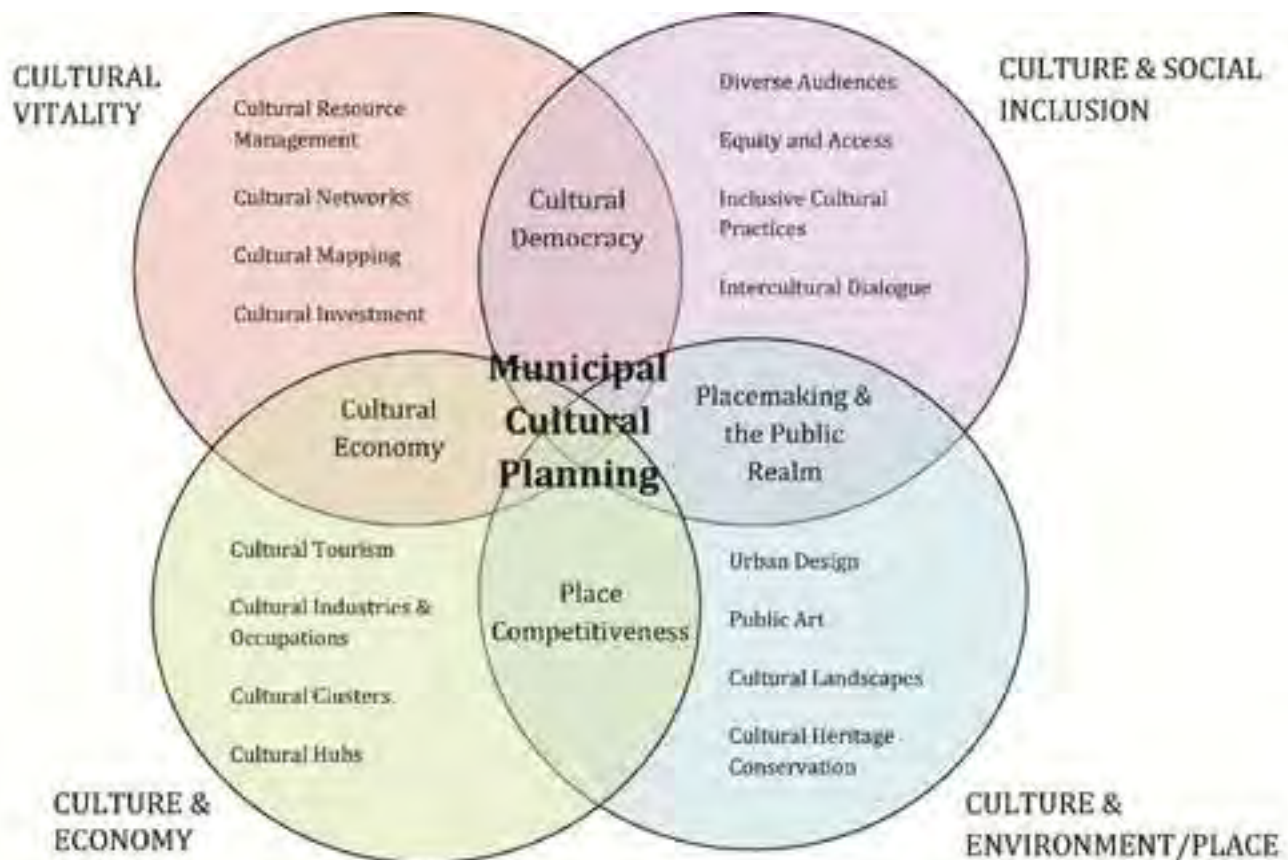 CULTURAL
VITALITY
Cultural Resource
Management
Cultural Networks
Cultural Mapping
Cultural Investment
Cultural
Democracy
CULTURE & SOCIAL
INCLUSION
Diverse Audiences
Equity and Access
Inclusive Cultural
Practices
Intercultural Dialogue
Cultural
Economy
Municipal
Cultural
Planning
Placemaking &
the Public
Realm
Cultural Tourism
Cultural Industries &
Occupations
Cultural Clusters
Cultural Hubs
CULTURE &
ECONOMY
Place
Competitiveness
Urban Design
Public Art
Cultural Landscapes
Cultural Heritage
Conservation
CULTURE &
ENVIRONMENT/PLACE